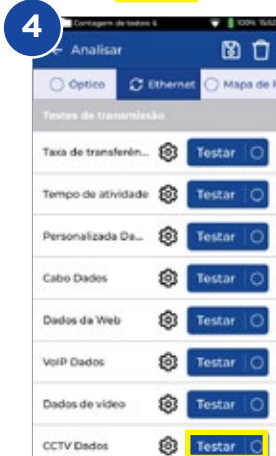 4
Contagem de testes 6 100% 15:52
← Analisar
Óptico Ethernet Mapa de
Testes de transmissão
Taxa de transferên... Testar
Tempo de atividade Testar
Personalizada Da... Testar
Cabo Dados Testar
Dados da Web Testar
VoIP Dados Testar
Dados de vídeo Testar
CCTV Dados Testar